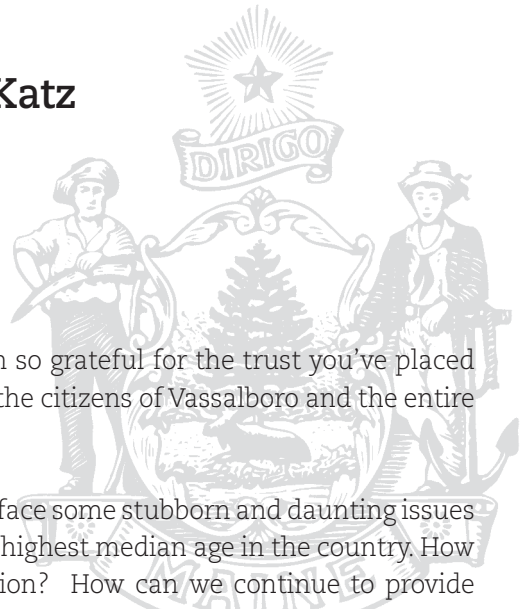 Katz
DIRIGO
so grateful for the trust you’ve placed
the citizens of Vassalboro and the entire
face some stubborn and daunting issues
highest median age in the country. How
How can we continue to provide
MAINE